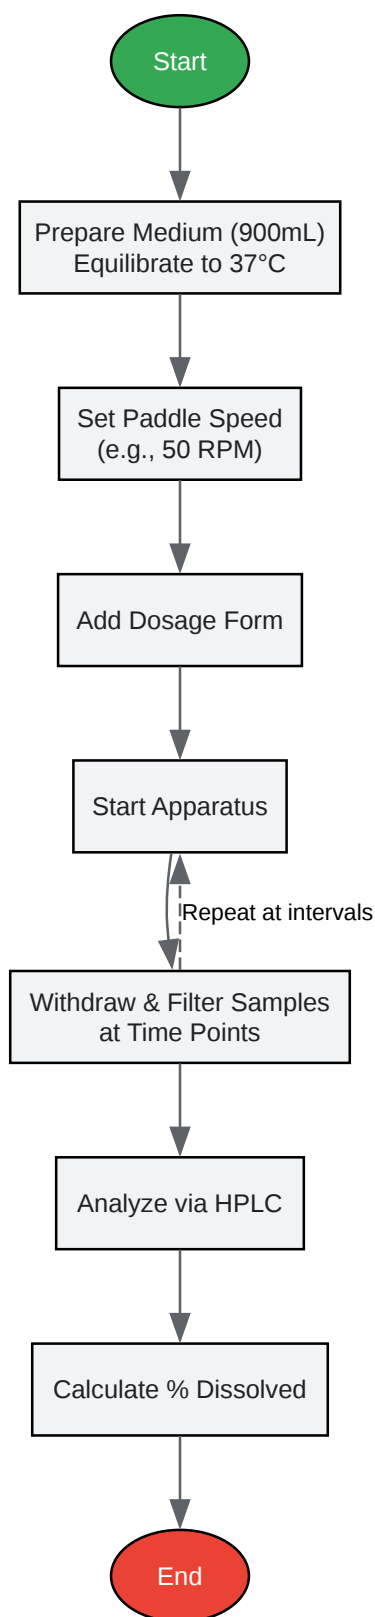 Start
Prepare Medium (900mL)
Equilibrate to 37°C
Set Paddle Speed
(e.g., 50 RPM)
Add Dosage Form
Start Apparatus
Repeat at intervals
Withdraw & Filter Samples
at Time Points
Analyze via HPLC
Calculate % Dissolved
End